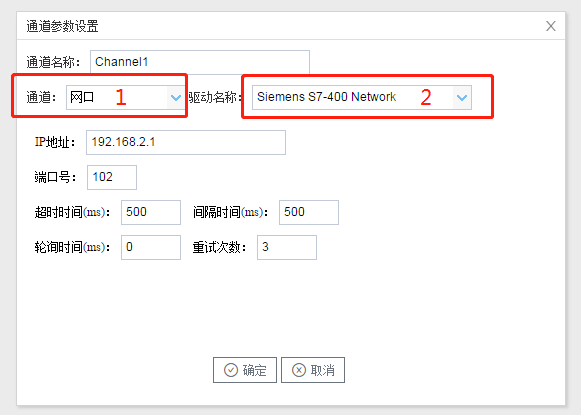 通道参数设置
通道名称： Channel1
通道： 网口 1 驱动名称： Siemens S7-400 Network 2
IP地址： 192.168.2.1
端口号： 102
超时时间(ms)： 500 间隔时间(ms)： 500
轮询时间(ms)： 0 重试次数： 3
确定 取消